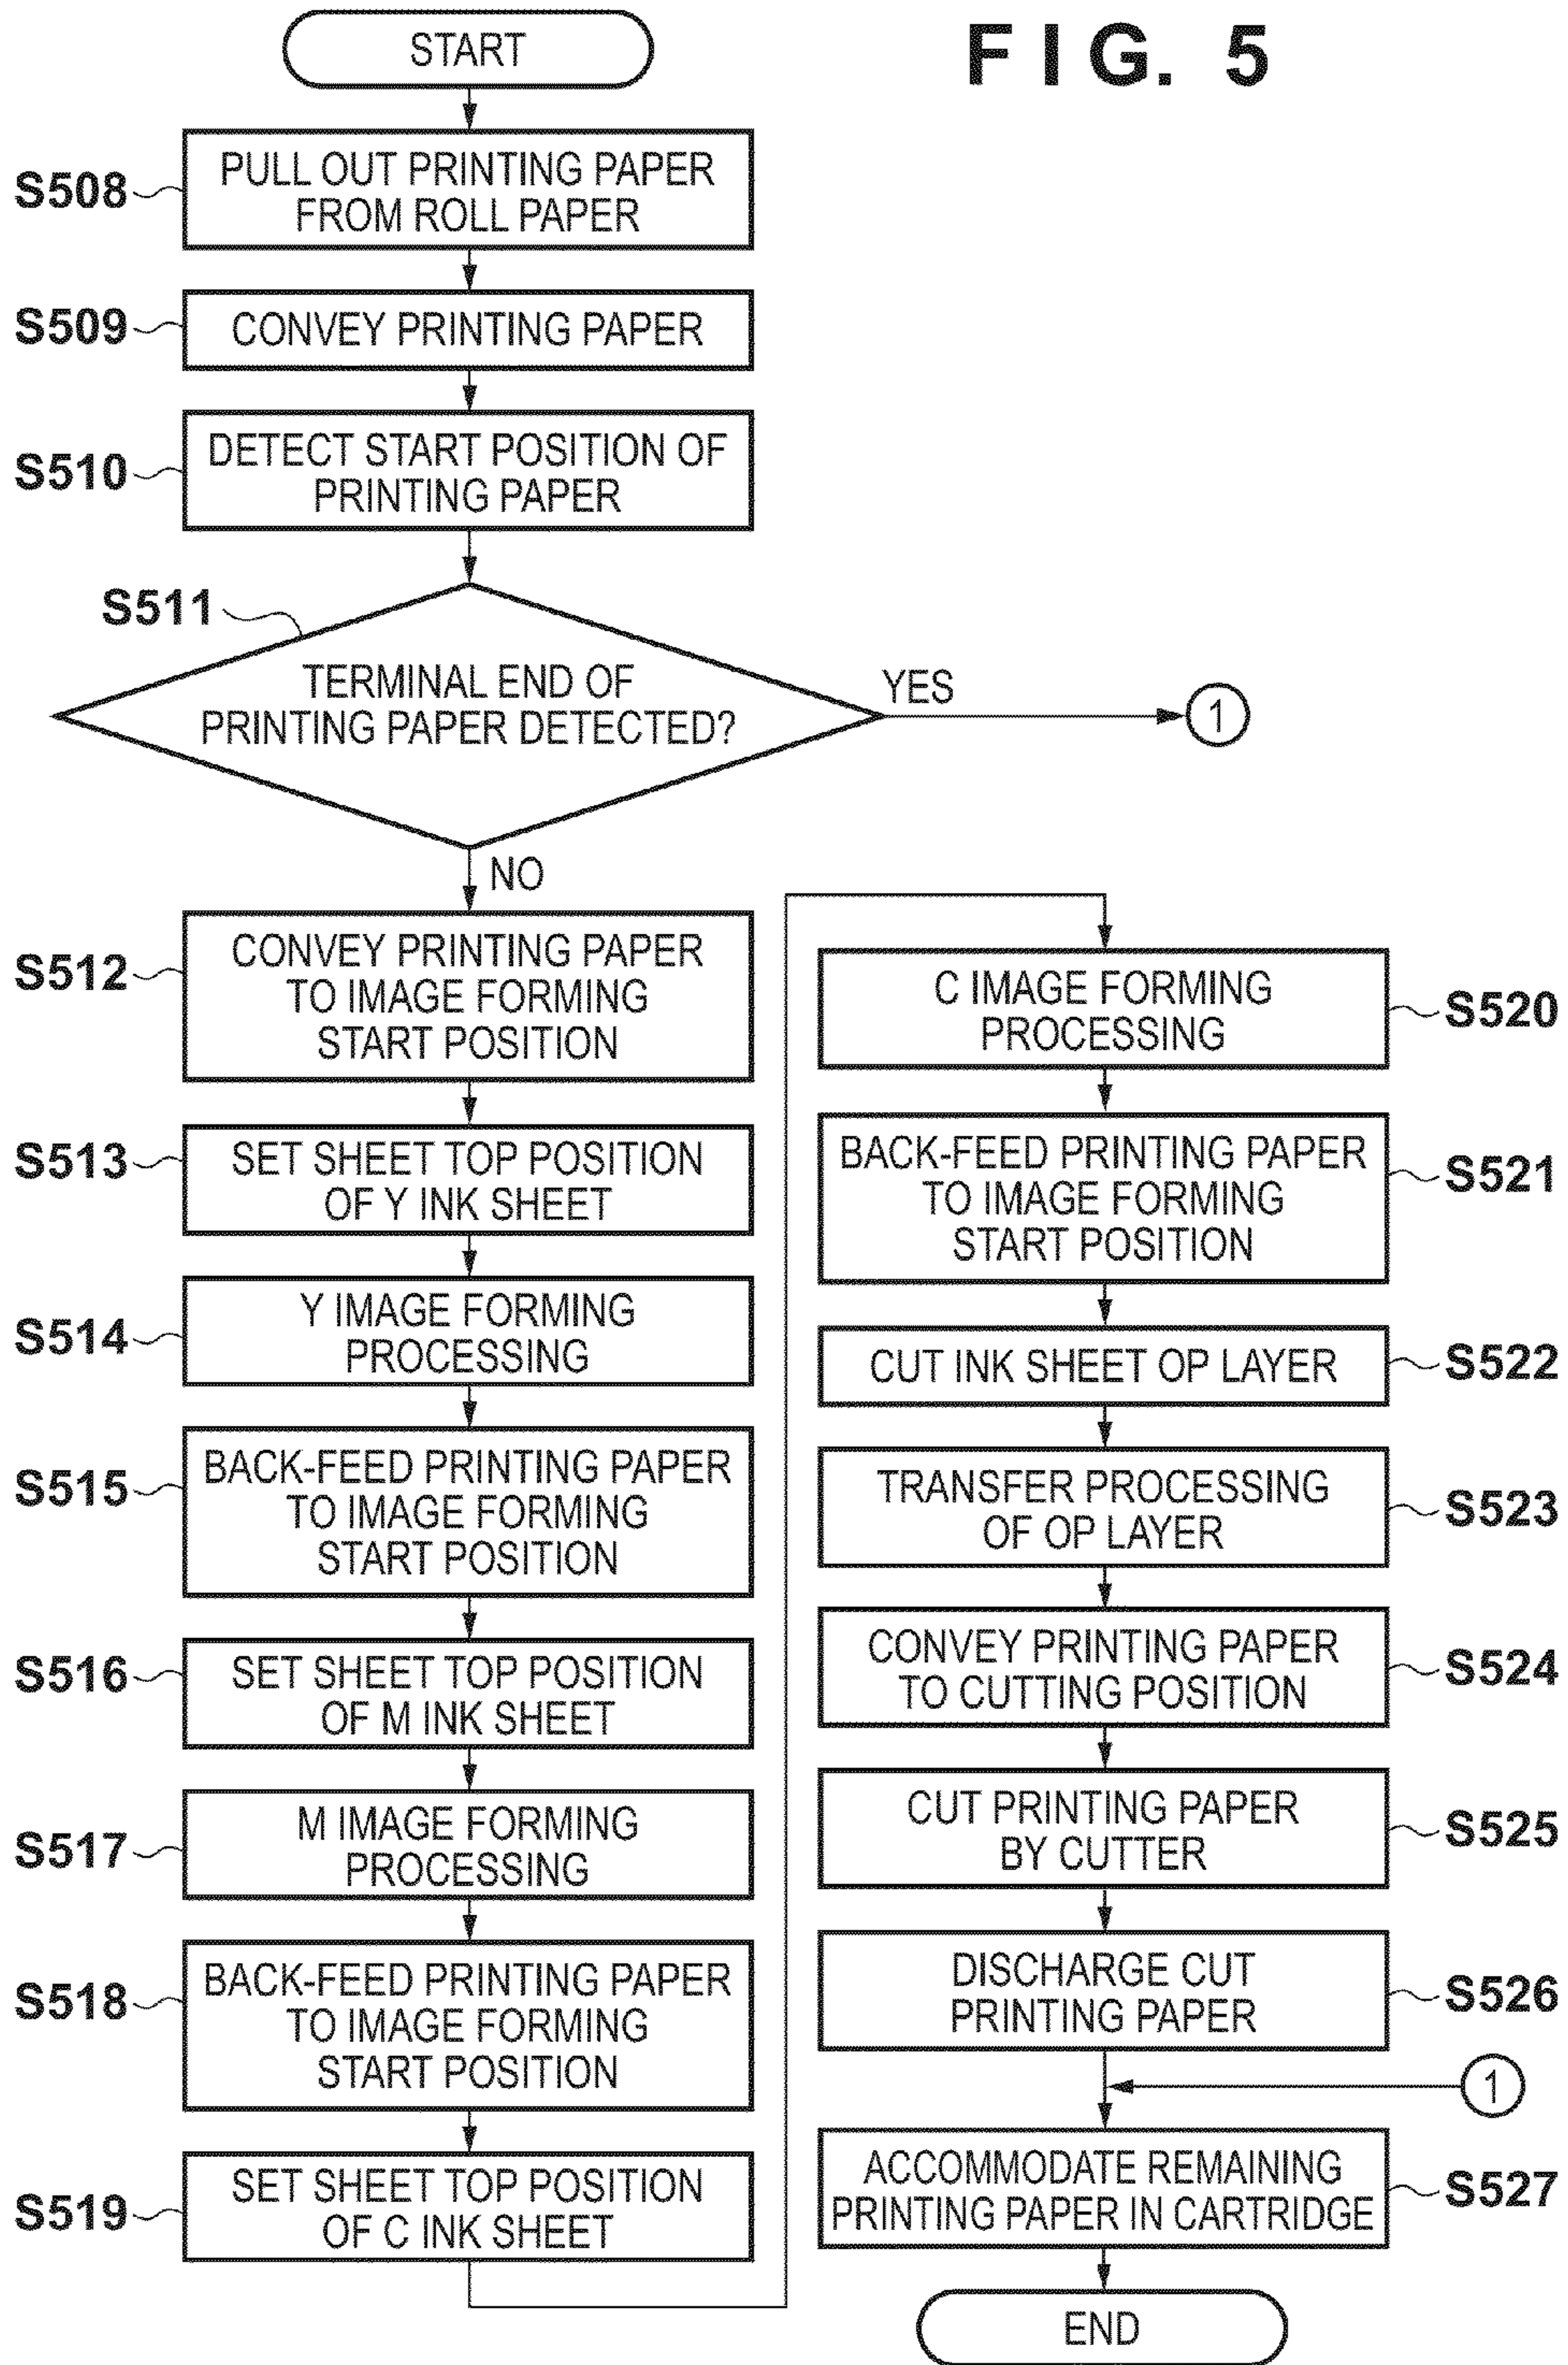 FIG. 5
START
S508
PULL OUT PRINTING PAPER
FROM ROLL PAPER
S509
CONVEY PRINTING PAPER
S510
DETECT START POSITION OF
PRINTING PAPER
S511
TERMINAL END OF
PRINTING PAPER DETECTED?
YES
1
NO
S512
CONVEY PRINTING PAPER
TO IMAGE FORMING
START POSITION
S513
SET SHEET TOP POSITION
OF Y INK SHEET
S514
Y IMAGE FORMING
PROCESSING
S515
BACK-FEED PRINTING PAPER
TO IMAGE FORMING
START POSITION
S516
SET SHEET TOP POSITION
OF M INK SHEET
S517
M IMAGE FORMING
PROCESSING
S518
BACK-FEED PRINTING PAPER
TO IMAGE FORMING
START POSITION
S519
SET SHEET TOP POSITION
OF C INK SHEET
C IMAGE FORMING
PROCESSING
S520
BACK-FEED PRINTING PAPER
TO IMAGE FORMING
START POSITION
S521
CUT INK SHEET OP LAYER
S522
TRANSFER PROCESSING
OF OP LAYER
S523
CONVEY PRINTING PAPER
TO CUTTING POSITION
S524
CUT PRINTING PAPER
BY CUTTER
S525
DISCHARGE CUT
PRINTING PAPER
S526
1
ACCOMMODATE REMAINING
PRINTING PAPER IN CARTRIDGE
S527
END